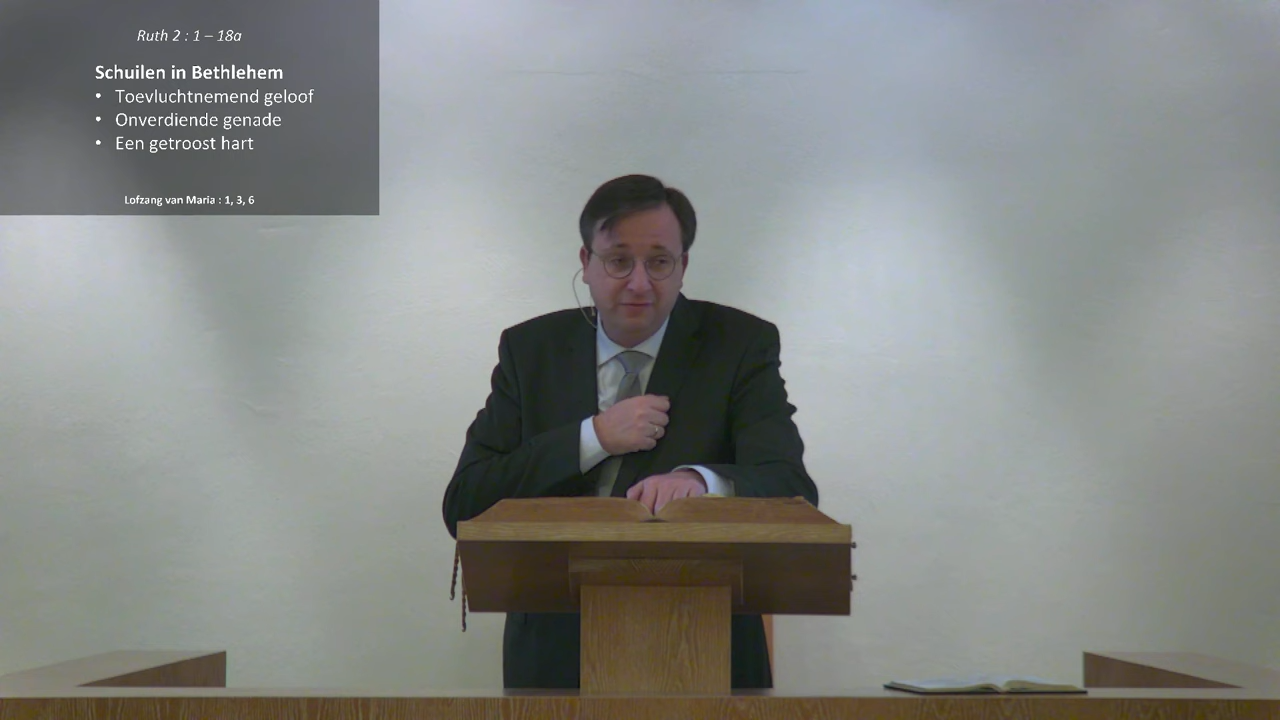 Ruth 2 : 1 – 18a
Schuilen in Bethlehem
• Toevluchtnemend geloof
• Onverdiende genade
• Een getroost hart
Lofzang van Maria : 1, 3, 6